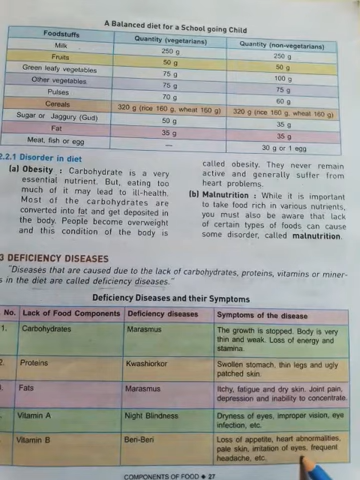 A Balanced diet for a School going Child
Foodstuffs Quantity (vegetarians) Quantity (non-vegetarians)
Milk 250 g 250 g
Fruits 50 g 50 g
Green leafy vegetables 75 g 100 g
Other vegetables 75 g 75 g
Pulses 70 g 60 g
Cereals 320 g (rice 160 g, wheat 160 g) 320 g (rice 160 g, wheat 160 g)
Sugar or Jaggury (Gud) 50 g 35 g
Fat 35 g 35 g
Meat, fish or egg — 30 g or 1 egg
2.2.1 Disorder in diet
(a) Obesity : Carbohydrate is a very
essential nutrient. But, eating too
much of it may lead to ill-health.
Most of the carbohydrates are
converted into fat and get deposited in
the body. People become overweight
and this condition of the body is
called obesity. They never remain
active and generally suffer from
heart problems.
(b) Malnutrition : While it is important
to take food rich in various nutrients,
you must also be aware that lack
of certain types of foods can cause
some disorder, called malnutrition.
3 DEFICIENCY DISEASES
"Diseases that are caused due to the lack of carbohydrates, proteins, vitamins or miner-
s in the diet are called deficiency diseases."
Deficiency Diseases and their Symptoms
No. Lack of Food Components Deficiency diseases Symptoms of the disease
1. Carbohydrates Marasmus The growth is stopped. Body is very
thin and weak. Loss of energy and
stamina.
2. Proteins Kwashiorkor Swollen stomach, thin legs and ugly
patched skin.
Fats Marasmus Itchy, fatigue and dry skin. Joint pain,
depression and inability to concentrate.
Vitamin A Night Blindness Dryness of eyes, improper vision, eye
infection, etc.
Vitamin B Beri-Beri Loss of appetite, heart abnormalities,
pale skin, irritation of eyes, frequent
headache, etc.
COMPONENTS OF FOOD ◆ 27